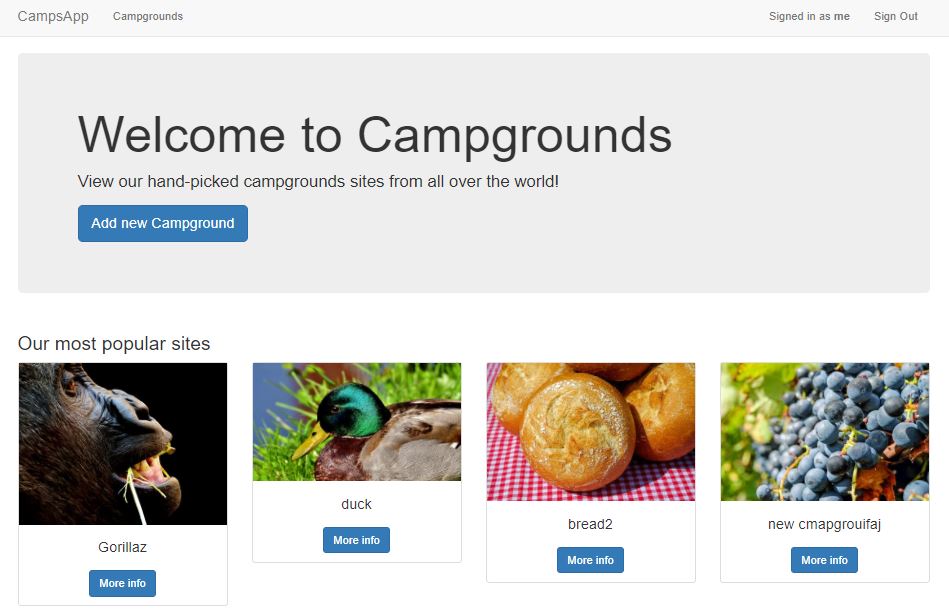 CampsApp Campgrounds Signed in as me Sign Out
Welcome to Campgrounds
View our hand-picked campgrounds sites from all over the world!
Add new Campground
Our most popular sites
Gorillaz
More info
duck
More info
bread2
More info
new cmapgrouifaj
More info